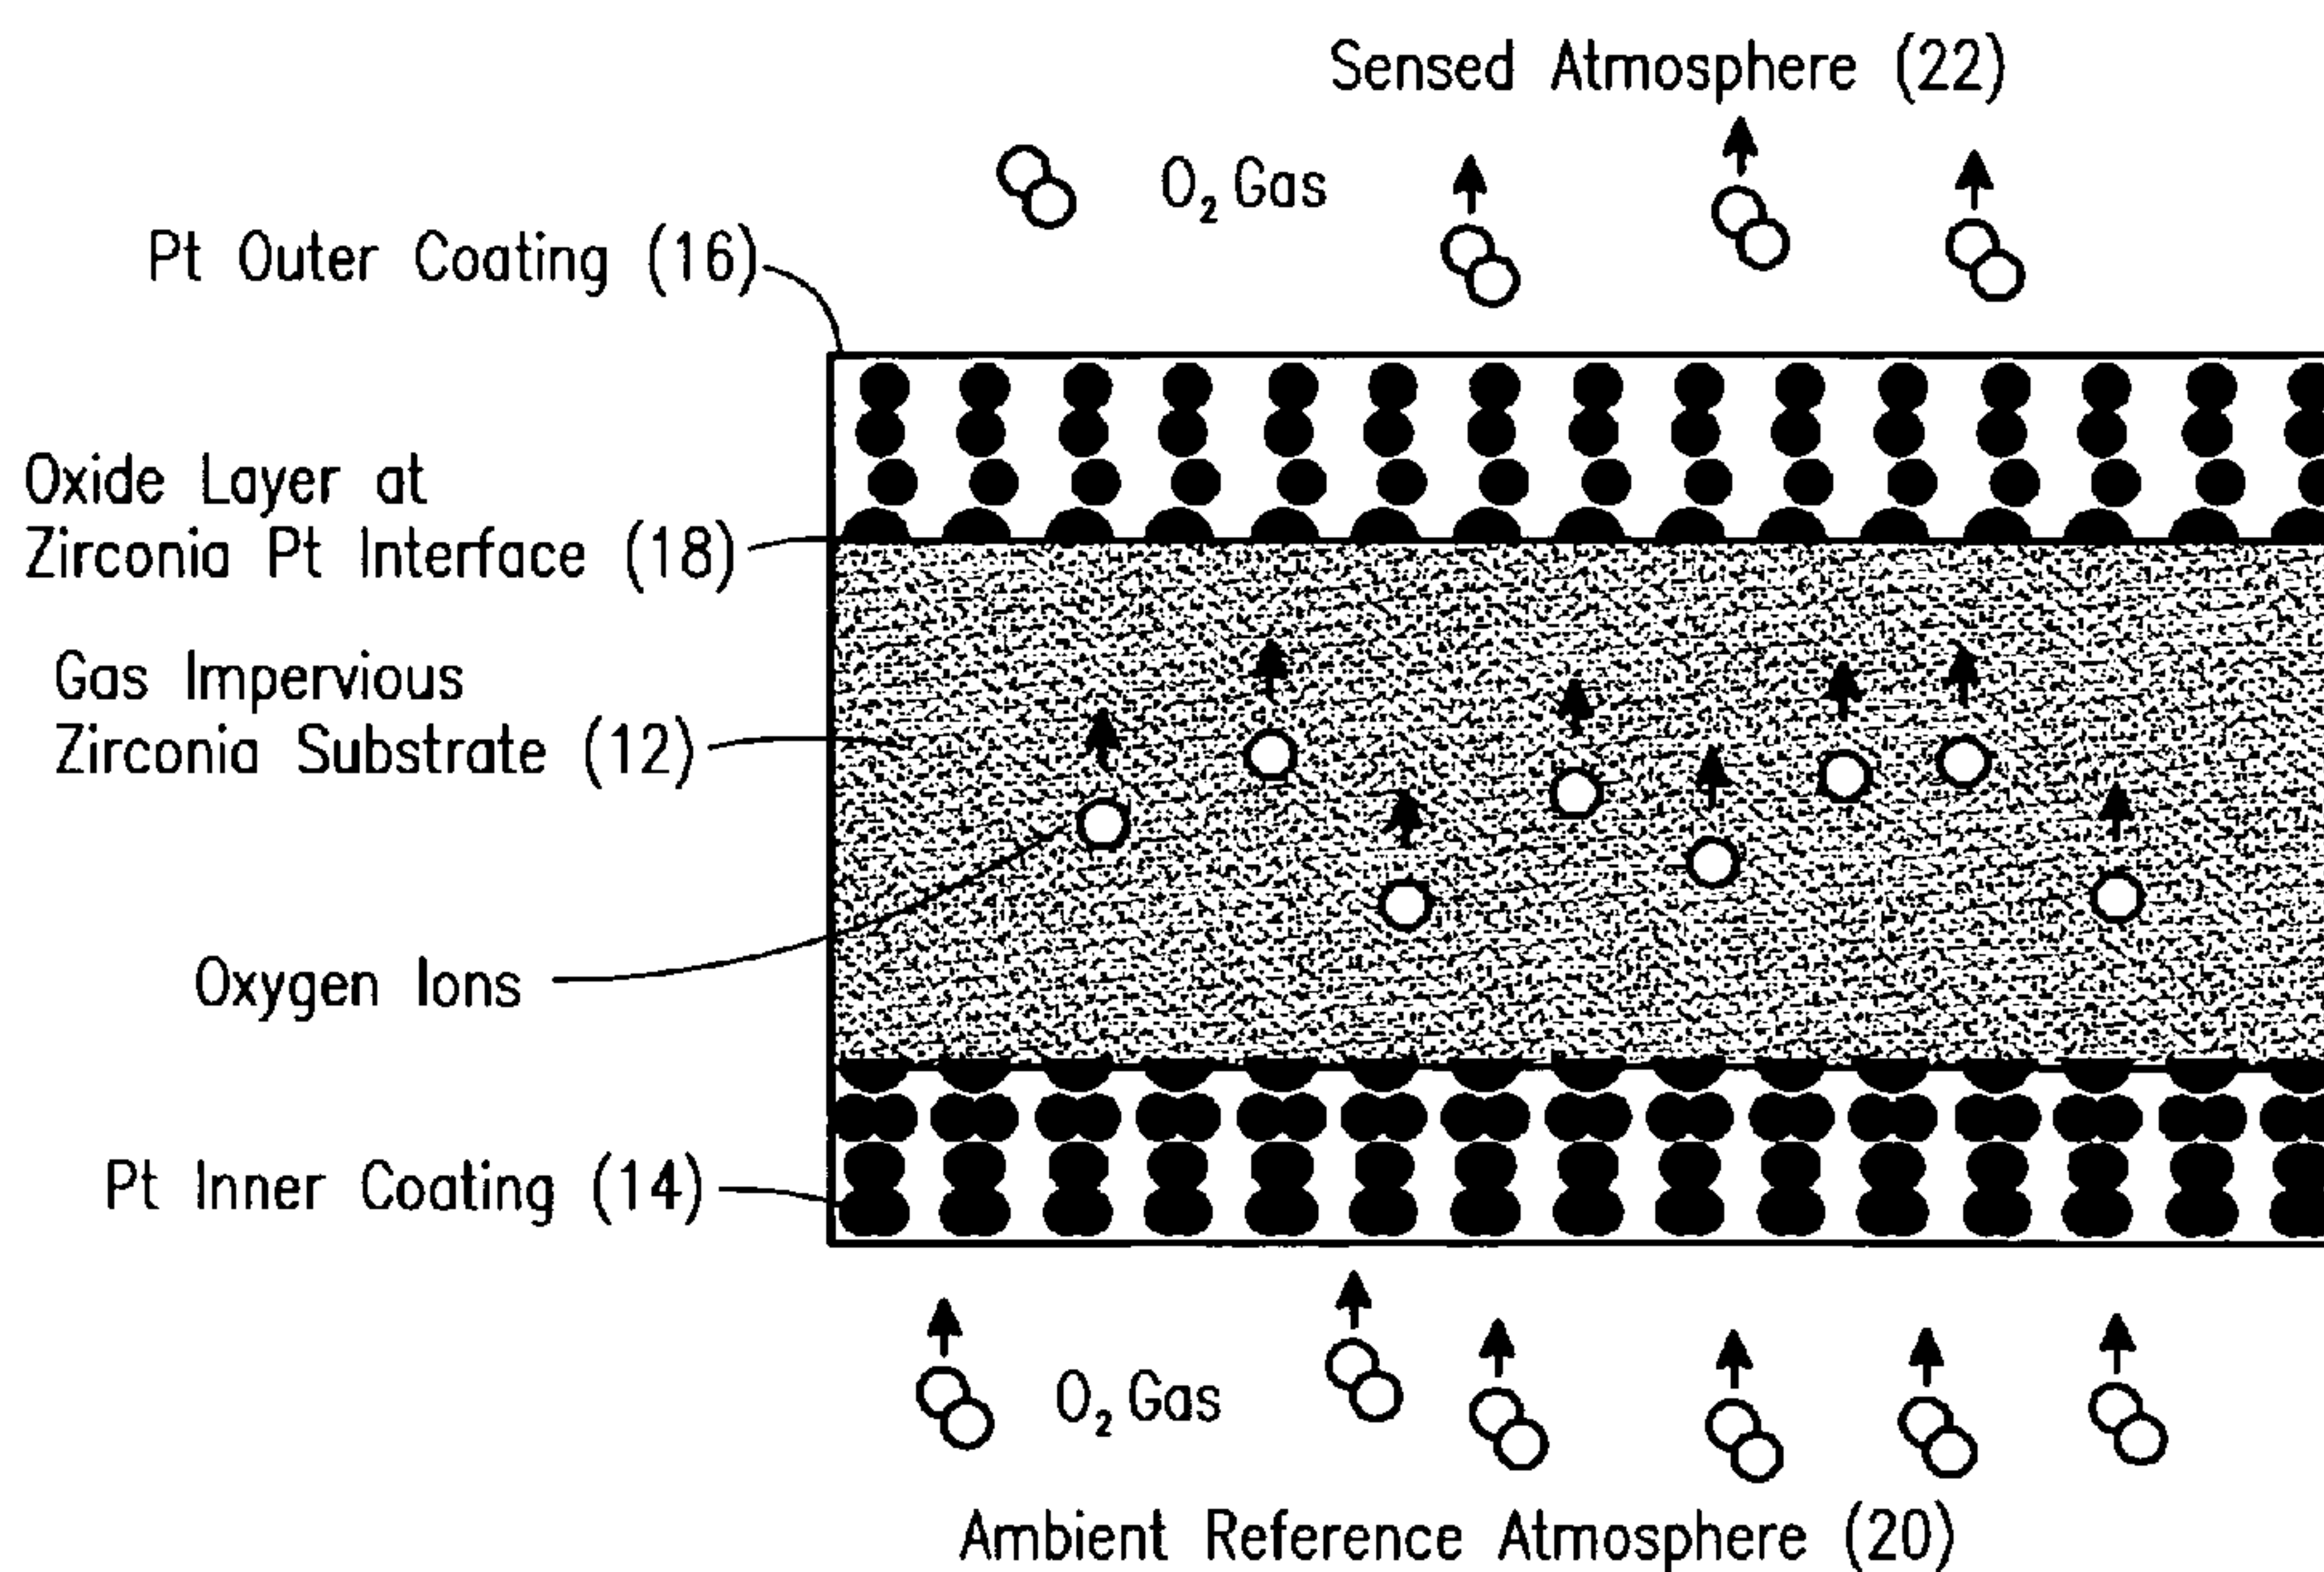 Sensed Atmosphere (22)
O₂ Gas
Pt Outer Coating (16)
Oxide Layer at
Zirconia Pt Interface (18)
Gas Impervious
Zirconia Substrate (12)
Oxygen Ions
Pt Inner Coating (14)
O₂ Gas
Ambient Reference Atmosphere (20)